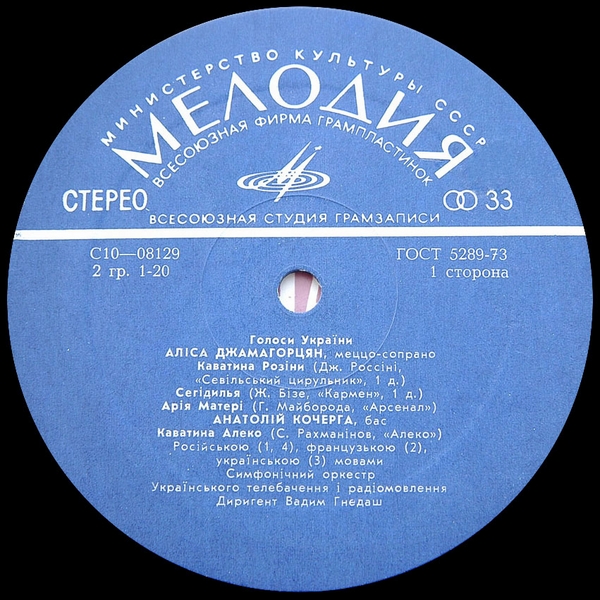 МИНИСТЕРСТВО КУЛЬТУРЫ СССР
МЕЛОДИЯ
ВСЕСОЮЗНАЯ ФИРМА ГРАМПЛАСТИНОК
СТЕРЕО
33
ВСЕСОЮЗНАЯ СТУДИЯ ГРАМЗАПИСИ
С10—08129
ГОСТ 5289-73
2 гр. 1-20
1 сторона
Голоси України
АЛІСА ДЖАМАГОРЦЯН, меццо-сопрано
Каватина Розіни (Дж. Россіні,
«Севільський цирульник», 1 д.)
Сегідилья (Ж. Бізе, «Кармен», 1 д.)
Арія Матері (Г. Майборода, «Арсенал»)
АНАТОЛІЙ КОЧЕРГА, бас
Каватина Алеко (С. Рахманінов, «Алеко»)
Російською (1, 4), французькою (2),
українською (3) мовами
Симфонічний оркестр
Українського телебачення і радіомовлення
Диригент Вадим Гнєдаш